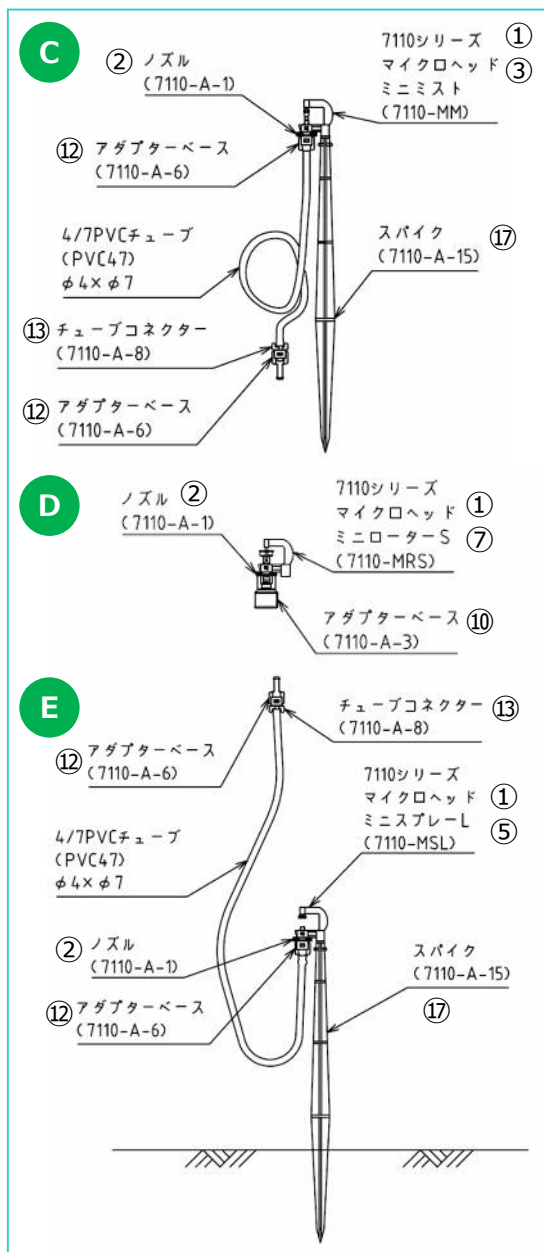 C
② ノズル
(7110-A-1)
7110シリーズ ①
マイクロヘッド ③
ミニミスト
(7110-MM)
⑫ アダプターベース
(7110-A-6)
4/7PVCチューブ
(PVC47)
φ4×φ7
スパイク ⑰
(7110-A-15)
⑬ チューブコネクター
(7110-A-8)
⑫ アダプターベース
(7110-A-6)
D
ノズル ②
(7110-A-1)
7110シリーズ
マイクロヘッド ①
ミニローターS ⑦
(7110-MRS)
アダプターベース ⑩
(7110-A-3)
E
チューブコネクター ⑬
(7110-A-8)
⑫ アダプターベース
(7110-A-6)
7110シリーズ
マイクロヘッド ①
ミニスプレーL ⑤
(7110-MSL)
4/7PVCチューブ
(PVC47)
φ4×φ7
② ノズル
(7110-A-1)
⑫ アダプターベース
(7110-A-6)
スパイク
(7110-A-15)
⑰